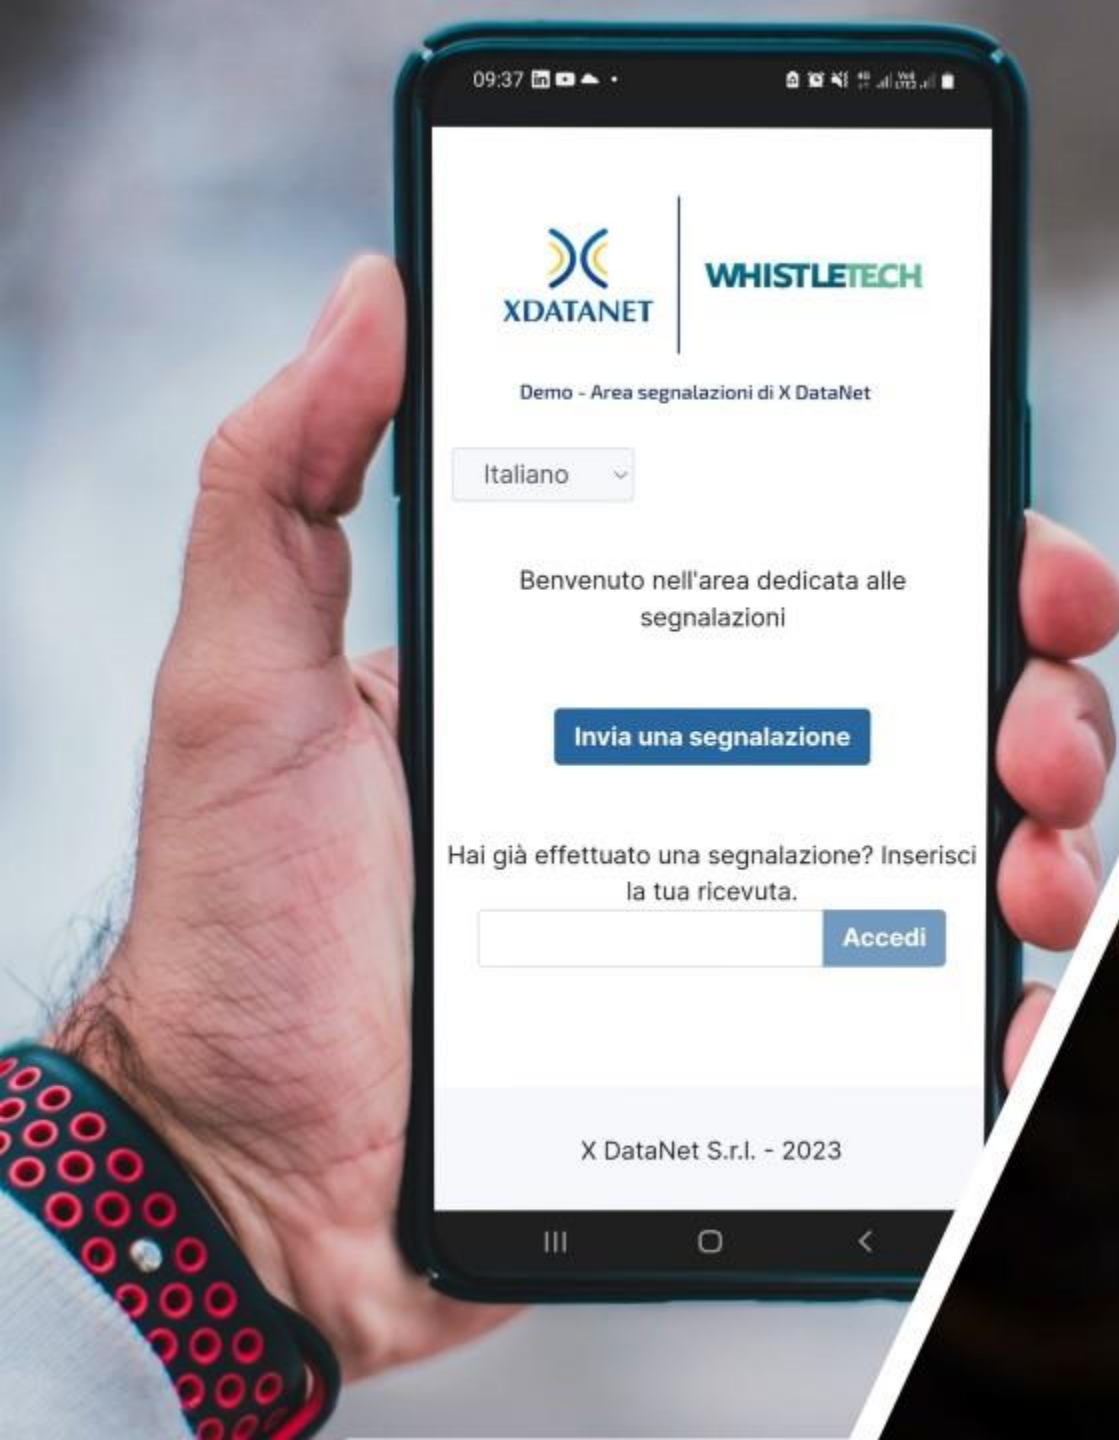 09:37
XDATANET
WHISTLETECH
Demo - Area segnalazioni di X DataNet
Italiano
Benvenuto nell'area dedicata alle
segnalazioni
Invia una segnalazione
Hai già effettuato una segnalazione? Inserisci
la tua ricevuta.
Accedi
X DataNet S.r.l. - 2023